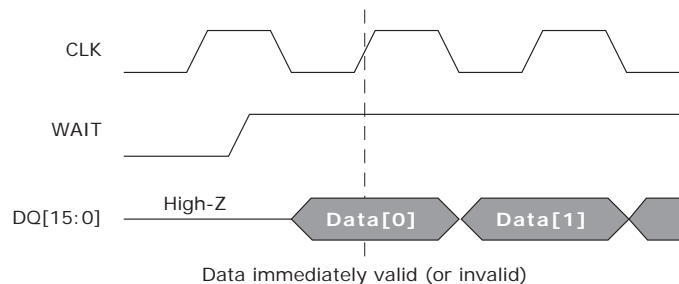 CLK
WAIT
DQ[15:0]
High-Z
Data[0]
Data[1]
Data immediately valid (or invalid)